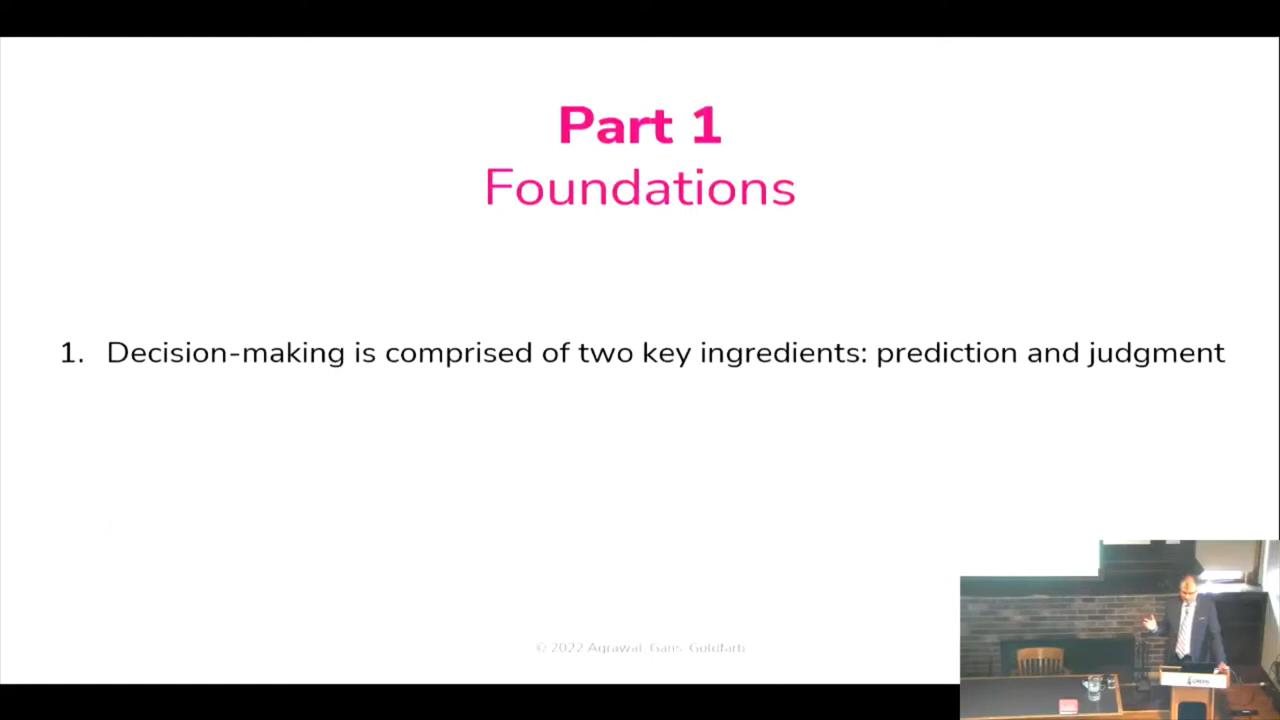 Part 1
Foundations
1. Decision-making is comprised of two key ingredients: prediction and judgment
© 2022 Agrawal, Gans, Goldfarb